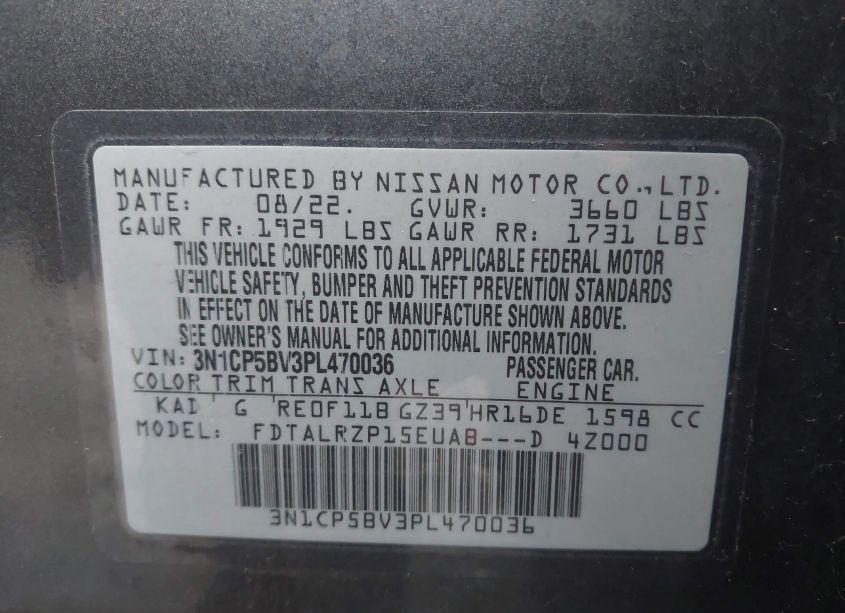 MANUFACTURED BY NISSAN MOTOR CO., LTD.
DATE: 08/22. GVWR: 3660 LBS
GAWR FR: 1929 LBS GAWR RR: 1731 LBS
THIS VEHICLE CONFORMS TO ALL APPLICABLE FEDERAL MOTOR
VEHICLE SAFETY, BUMPER AND THEFT PREVENTION STANDARDS
IN EFFECT ON THE DATE OF MANUFACTURE SHOWN ABOVE.
SEE OWNER'S MANUAL FOR ADDITIONAL INFORMATION.
VIN: 3N1CP5BV3PL470036 PASSENGER CAR.
COLOR TRIM TRANS AXLE ENGINE
KAD G RE0F11B GZ39 HR16DE 1598 CC
MODEL: FDTALRZP15EUAB---D 4Z000
3N1CP5BV3PL470036